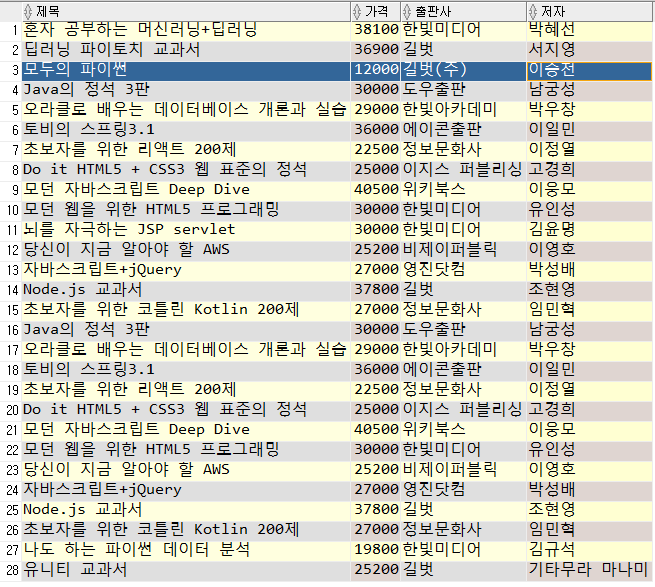 제목 가격 출판사 저자
1 혼자 공부하는 머신러닝+딥러닝 38100 한빛미디어 박혜선
2 딥러닝 파이토치 교과서 36900 길벗 서지영
3 모두의 파이썬 12000 길벗(주) 이승찬
4 Java의 정석 3판 30000 도우출판 남궁성
5 오라클로 배우는 데이터베이스 개론과 실습 29000 한빛아카데미 박우창
6 토비의 스프링3.1 36000 에이콘출판 이일민
7 초보자를 위한 리액트 200제 22500 정보문화사 이정열
8 Do it HTML5 + CSS3 웹 표준의 정석 25000 이지스 퍼블리싱 고경희
9 모던 자바스크립트 Deep Dive 40500 위키북스 이웅모
10 모던 웹을 위한 HTML5 프로그래밍 30000 한빛미디어 유인성
11 뇌를 자극하는 JSP servlet 30000 한빛미디어 김윤명
12 당신이 지금 알아야 할 AWS 25200 비제이퍼블릭 이영호
13 자바스크립트+jQuery 27000 영진닷컴 박성배
14 Node.js 교과서 37800 길벗 조현영
15 초보자를 위한 코틀린 Kotlin 200제 27000 정보문화사 임민혁
16 Java의 정석 3판 30000 도우출판 남궁성
17 오라클로 배우는 데이터베이스 개론과 실습 29000 한빛아카데미 박우창
18 토비의 스프링3.1 36000 에이콘출판 이일민
19 초보자를 위한 리액트 200제 22500 정보문화사 이정열
20 Do it HTML5 + CSS3 웹 표준의 정석 25000 이지스 퍼블리싱 고경희
21 모던 자바스크립트 Deep Dive 40500 위키북스 이웅모
22 모던 웹을 위한 HTML5 프로그래밍 30000 한빛미디어 유인성
23 당신이 지금 알아야 할 AWS 25200 비제이퍼블릭 이영호
24 자바스크립트+jQuery 27000 영진닷컴 박성배
25 Node.js 교과서 37800 길벗 조현영
26 초보자를 위한 코틀린 Kotlin 200제 27000 정보문화사 임민혁
27 나도 하는 파이썬 데이터 분석 19800 한빛미디어 김규석
28 유니티 교과서 25200 길벗 기타무라 마나미